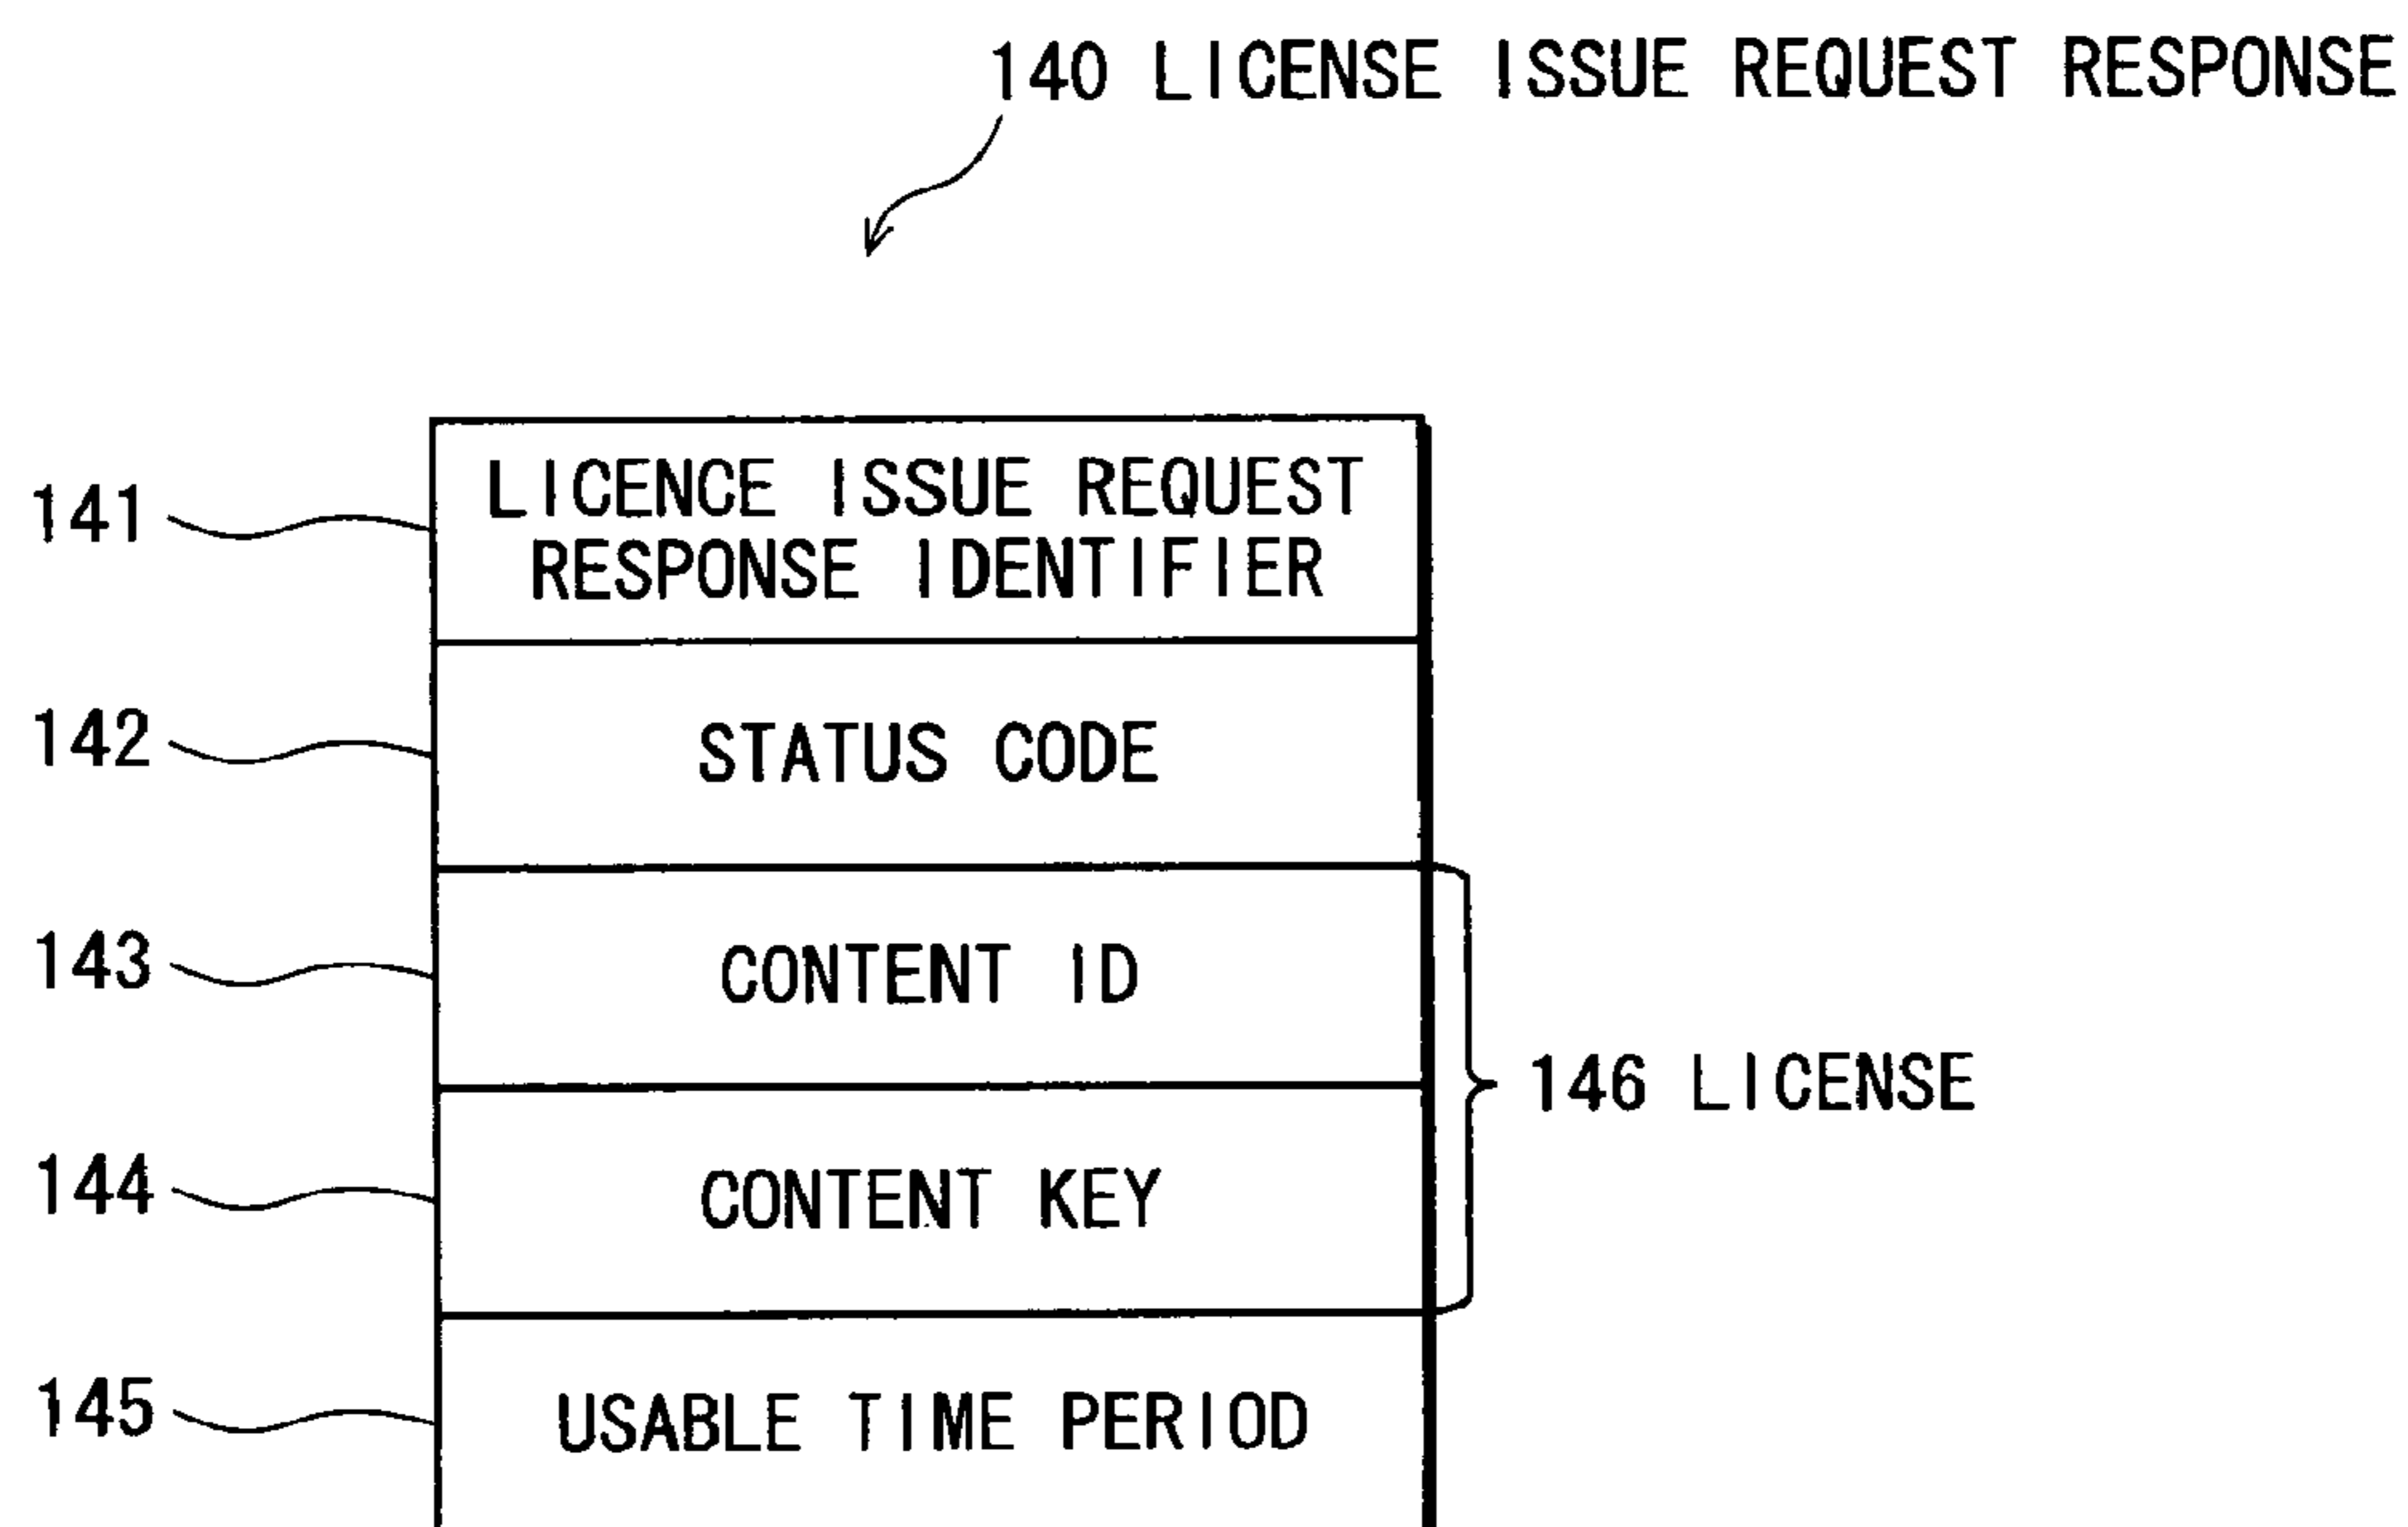 140 LICENSE ISSUE REQUEST RESPONSE
141
LICENCE ISSUE REQUEST
RESPONSE IDENTIFIER
142
STATUS CODE
143
CONTENT ID
146 LICENSE
144
CONTENT KEY
145
USABLE TIME PERIOD